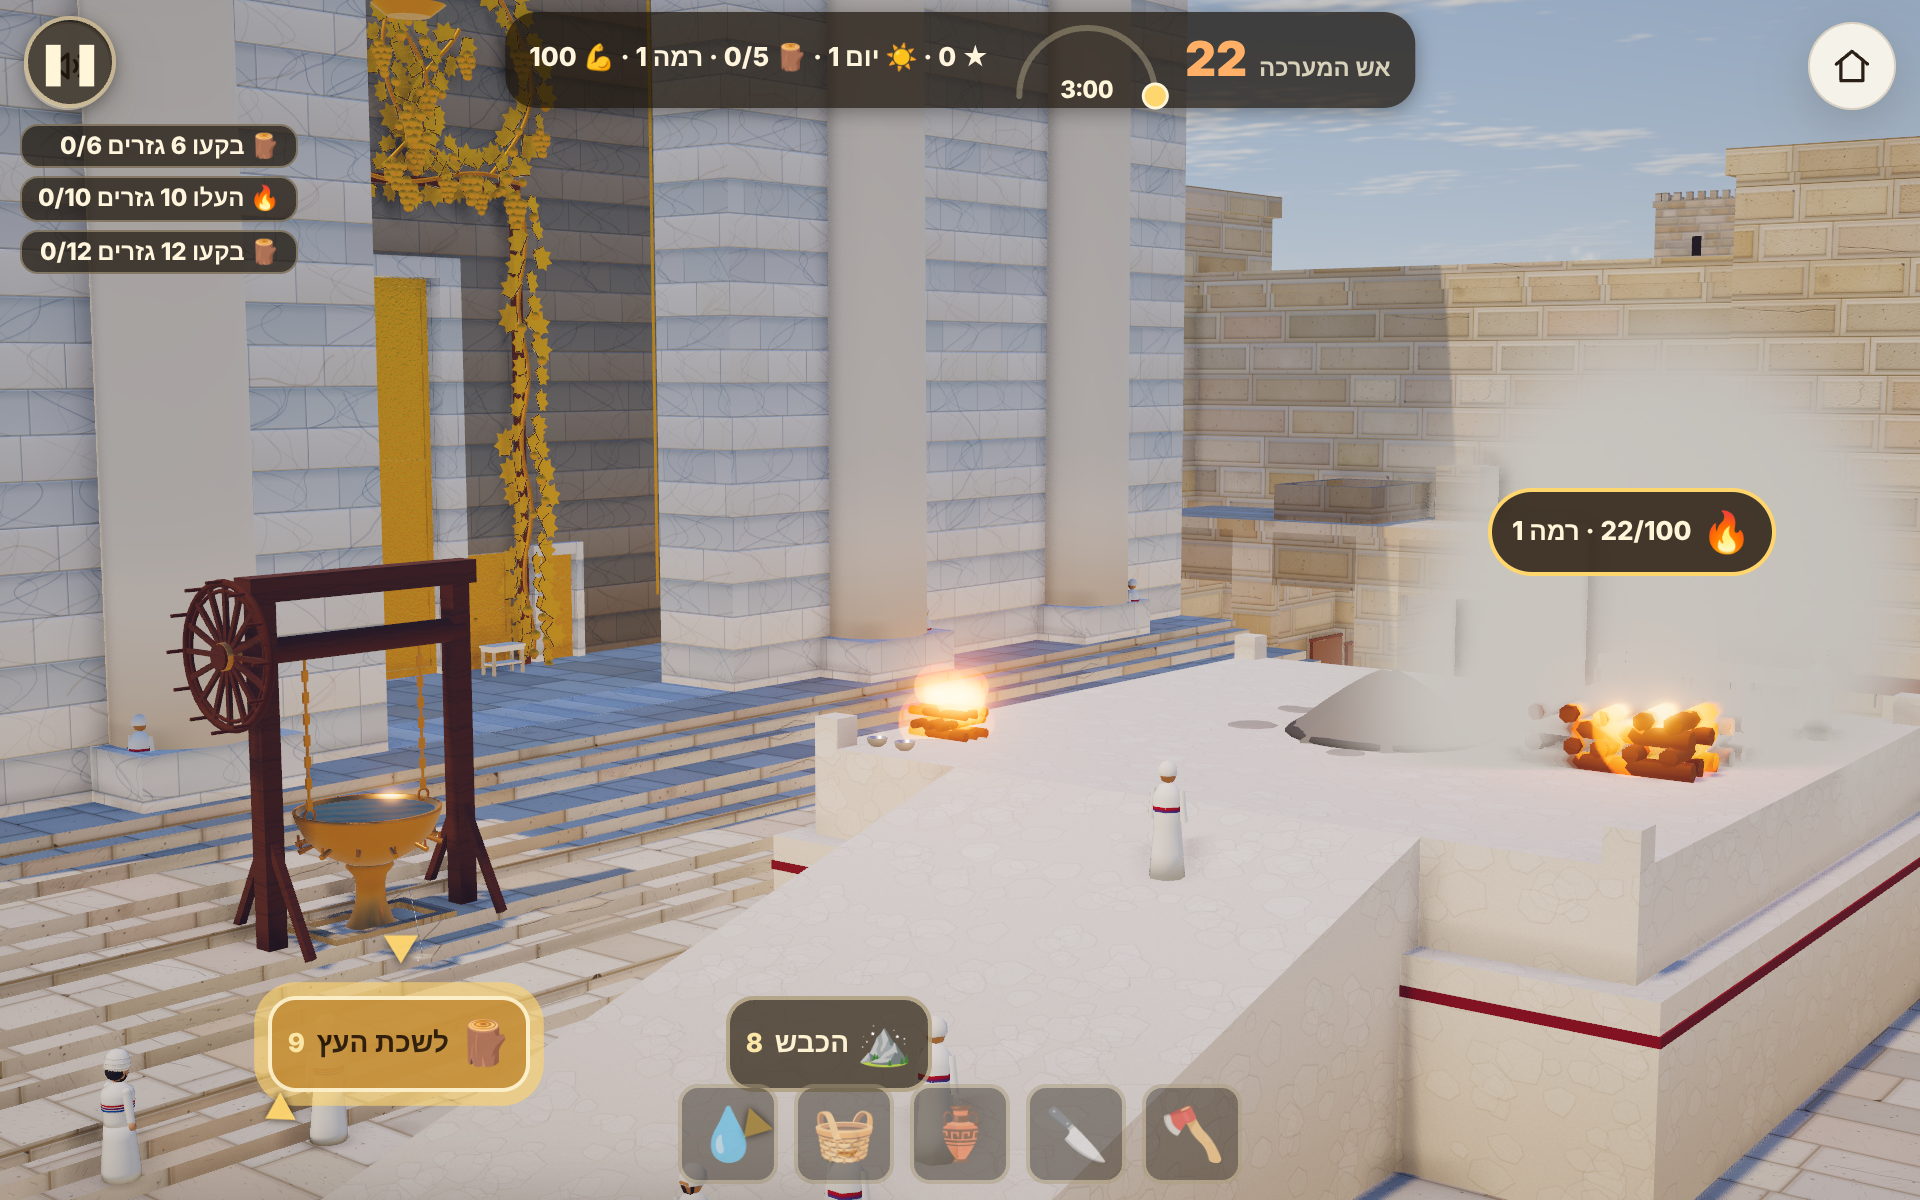 אש המערכה 22
3:00
★ 0 · ☀️ יום 1 · 🪵 0/5 · רמה 1 · 💪 100
🪵 בקעו 6 גזרים 0/6
🔥 העלו 10 גזרים 0/10
🪵 בקעו 12 גזרים 0/12
🔥 22/100 · רמה 1
הכבש 8
לשכת העץ 9